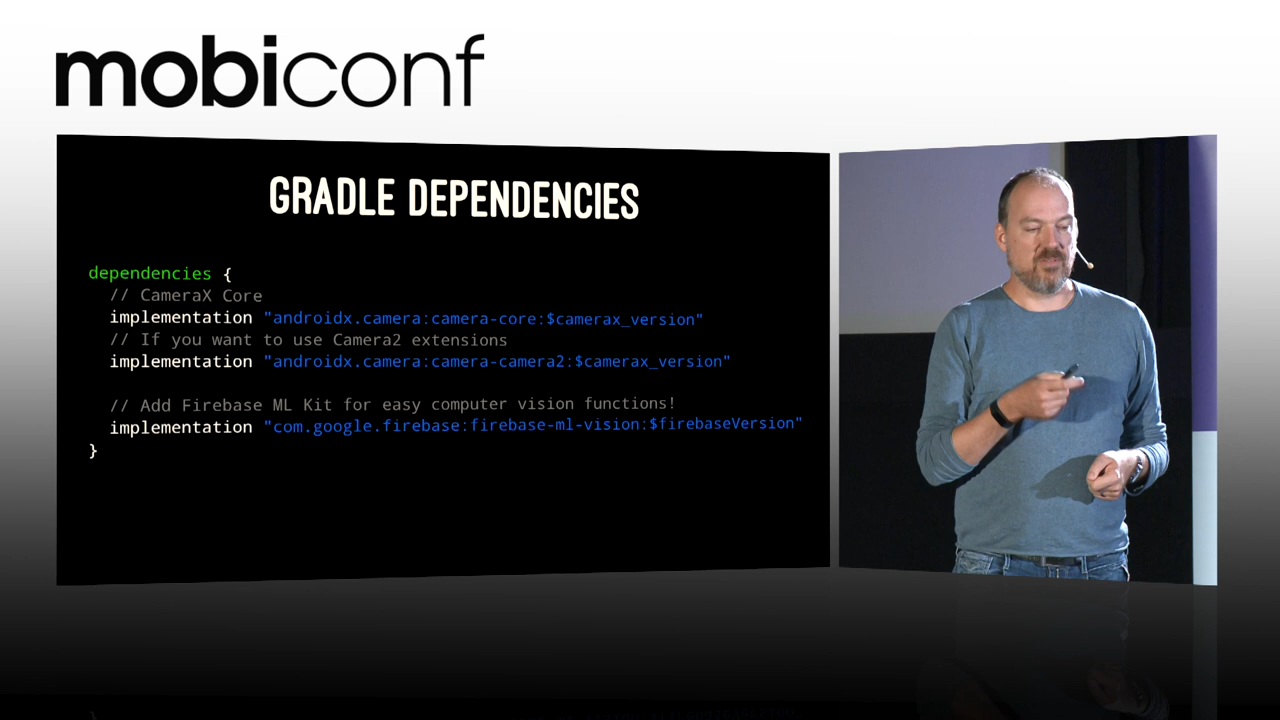 mobiconf
GRADLE DEPENDENCIES
dependencies {
// CameraX Core
implementation "androidx.camera:camera-core:$camerax_version"
// If you want to use Camera2 extensions
implementation "androidx.camera:camera-camera2:$camerax_version"
// Add Firebase ML Kit for easy computer vision functions!
implementation "com.google.firebase:firebase-ml-vision:$firebaseVersion"
}